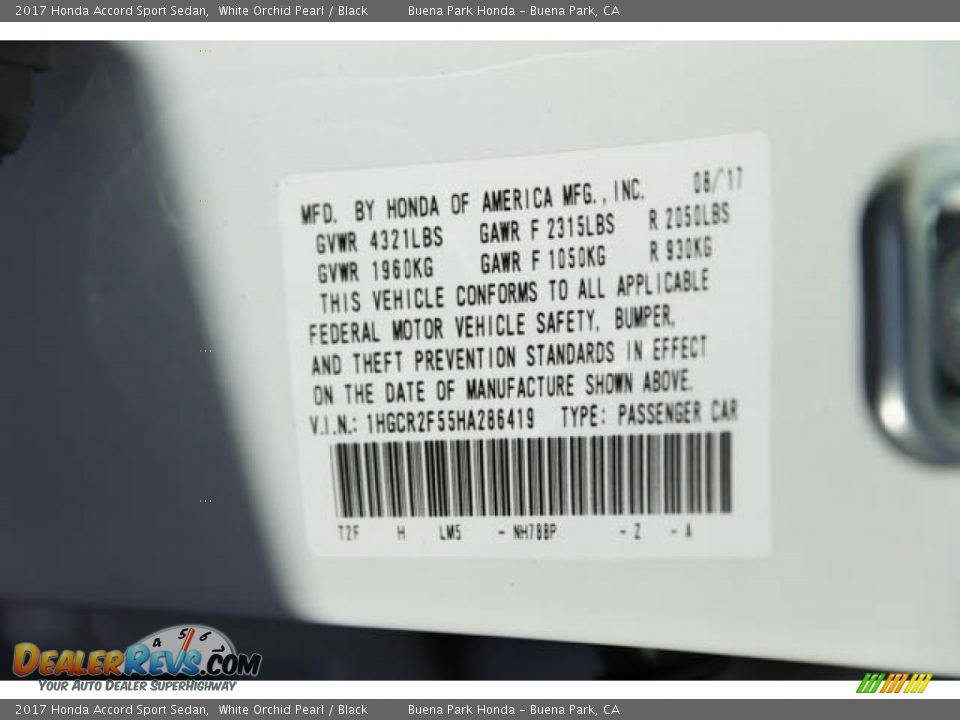 2017 Honda Accord Sport Sedan, White Orchid Pearl / Black Buena Park Honda - Buena Park, CA
MFD. BY HONDA OF AMERICA MFG., INC. 08/17
GVWR 4321LBS GAWR F 2315LBS R 2050LBS
GVWR 1960KG GAWR F 1050KG R 930KG
THIS VEHICLE CONFORMS TO ALL APPLICABLE
FEDERAL MOTOR VEHICLE SAFETY, BUMPER,
AND THEFT PREVENTION STANDARDS IN EFFECT
ON THE DATE OF MANUFACTURE SHOWN ABOVE.
V.I.N.: 1HGCR2F55HA286419 TYPE: PASSENGER CAR
T2F H LM5 - NH788P - Z - A
4 5 6 7
DEALERREVS.COM
YOUR AUTO DEALER SUPERHIGHWAY
2017 Honda Accord Sport Sedan, White Orchid Pearl / Black Buena Park Honda - Buena Park, CA